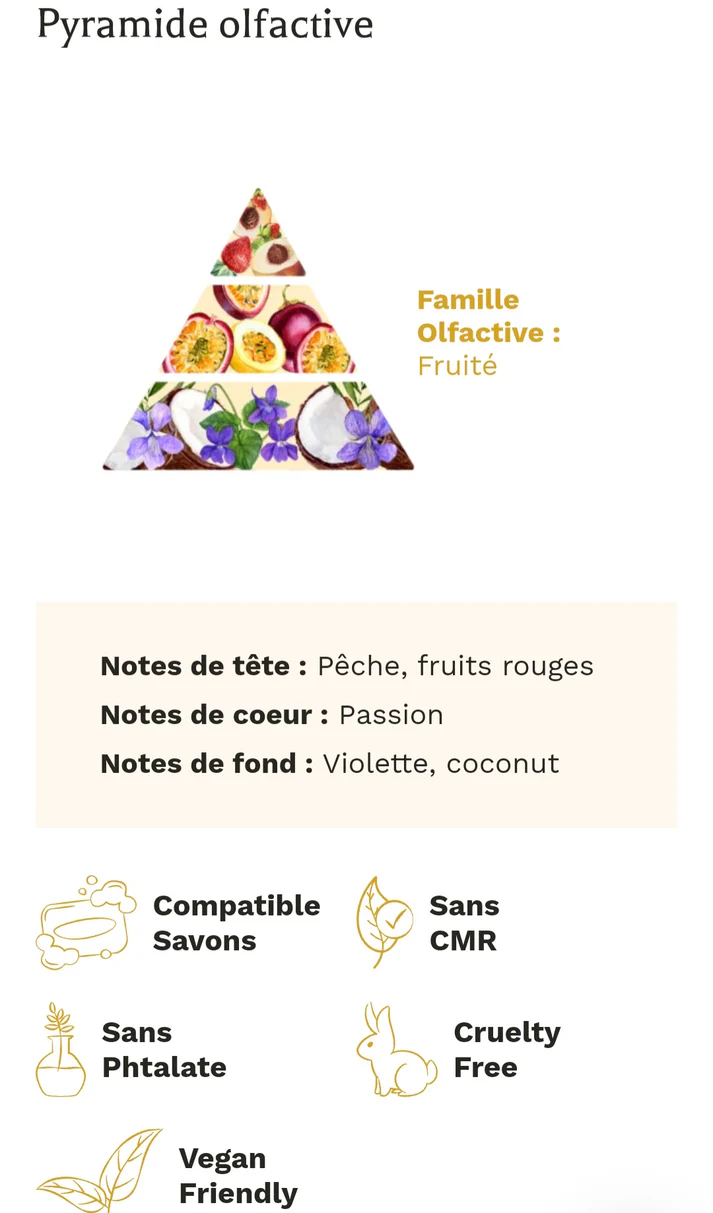 Pyramide olfactive
Famille
Olfactive :
Fruité
Notes de tête : Pêche, fruits rouges
Notes de coeur : Passion
Notes de fond : Violette, coconut
Compatible
Savons
Sans
CMR
Sans
Phtalate
Cruelty
Free
Vegan
Friendly